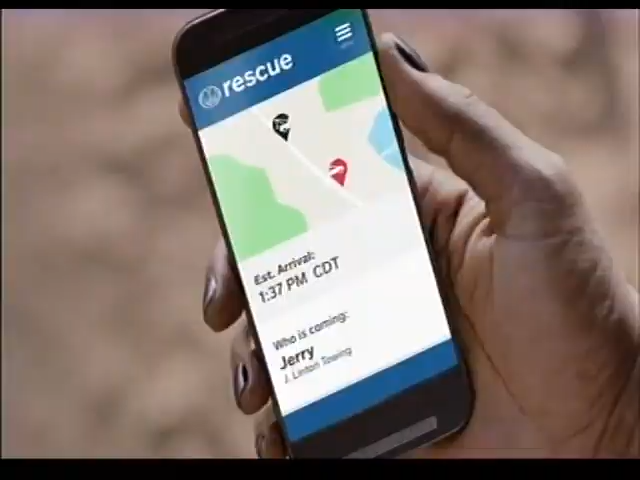 rescue
Est. Arrival:
1:37 PM CDT
Who is coming:
Jerry
J. Linton Towing